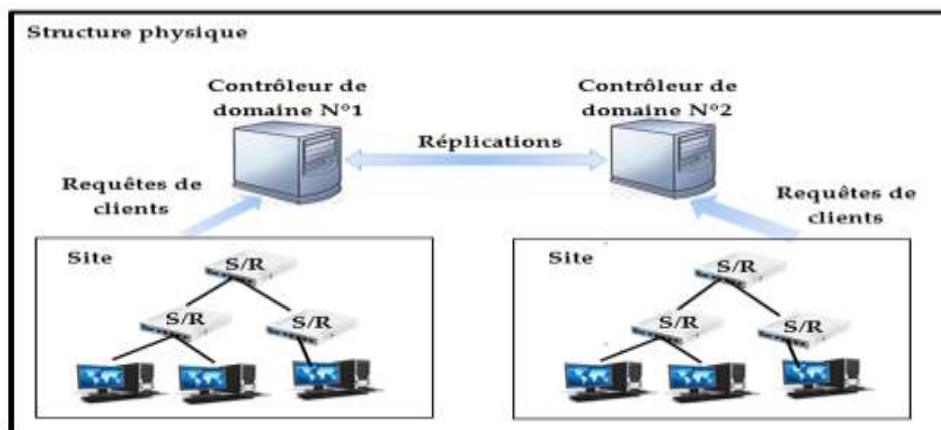 Structure physique
Contrôleur de
domaine N°1
Contrôleur de
domaine N°2
Réplications
Requêtes de
clients
Requêtes de
clients
Site
S/R
S/R
S/R
Site
S/R
S/R
S/R